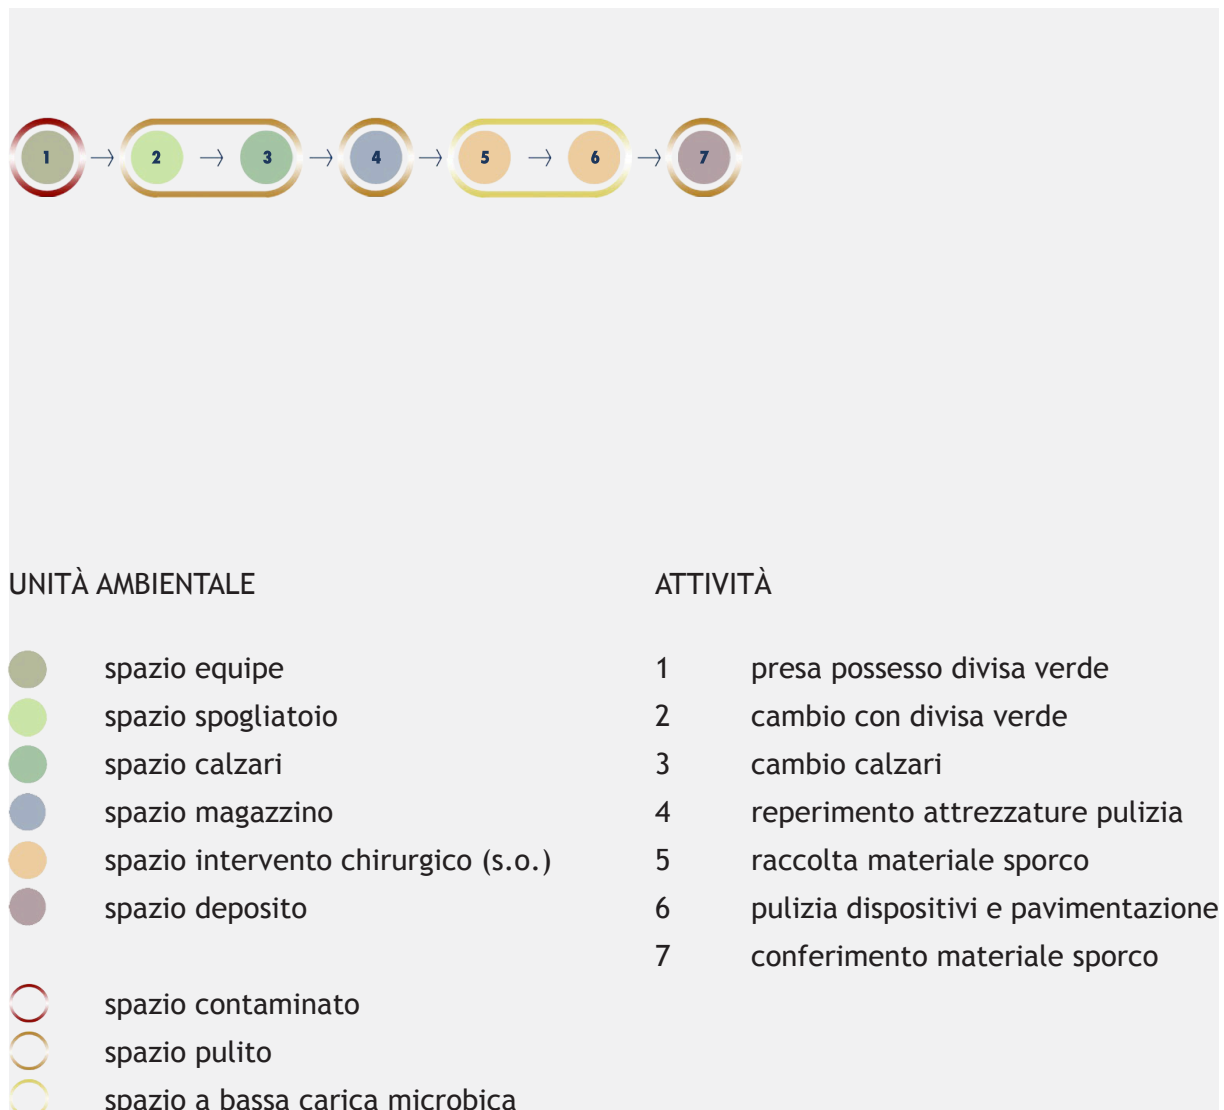 1 → 2 → 3 → 4 → 5 → 6 → 7
UNITÀ AMBIENTALE
spazio equipe
spazio spogliatoio
spazio calzari
spazio magazzino
spazio intervento chirurgico (s.o.)
spazio deposito
spazio contaminato
spazio pulito
spazio a bassa carica microbica
ATTIVITÀ
1 presa possesso divisa verde
2 cambio con divisa verde
3 cambio calzari
4 reperimento attrezzature pulizia
5 raccolta materiale sporco
6 pulizia dispositivi e pavimentazione
7 conferimento materiale sporco